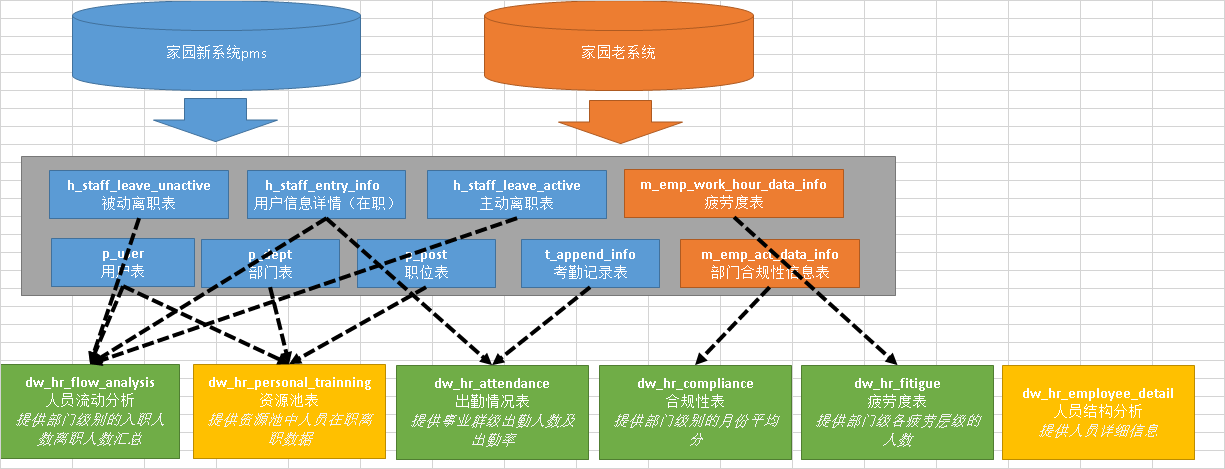 家园新系统pms
家园老系统
h_staff_leave_unactive
被动离职表
h_staff_entry_info
用户信息详情（在职）
h_staff_leave_active
主动离职表
m_emp_work_hour_data_info
疲劳度表
p_user
用户表
p_dept
部门表
p_post
职位表
t_append_info
考勤记录表
m_emp_acc_data_info
部门合规性信息表
dw_hr_flow_analysis
人员流动分析
提供部门级别的入职人
数离职人数汇总
dw_hr_personal_trainning
资源池表
提供资源池中人员在职离
职数据
dw_hr_attendance
出勤情况表
提供事业群级出勤人数及
出勤率
dw_hr_compliance
合规性表
提供部门级别的月份平均
分
dw_hr_fitigue
疲劳度表
提供部门级各疲劳层级的
人数
dw_hr_employee_detail
人员结构分析
提供人员详细信息